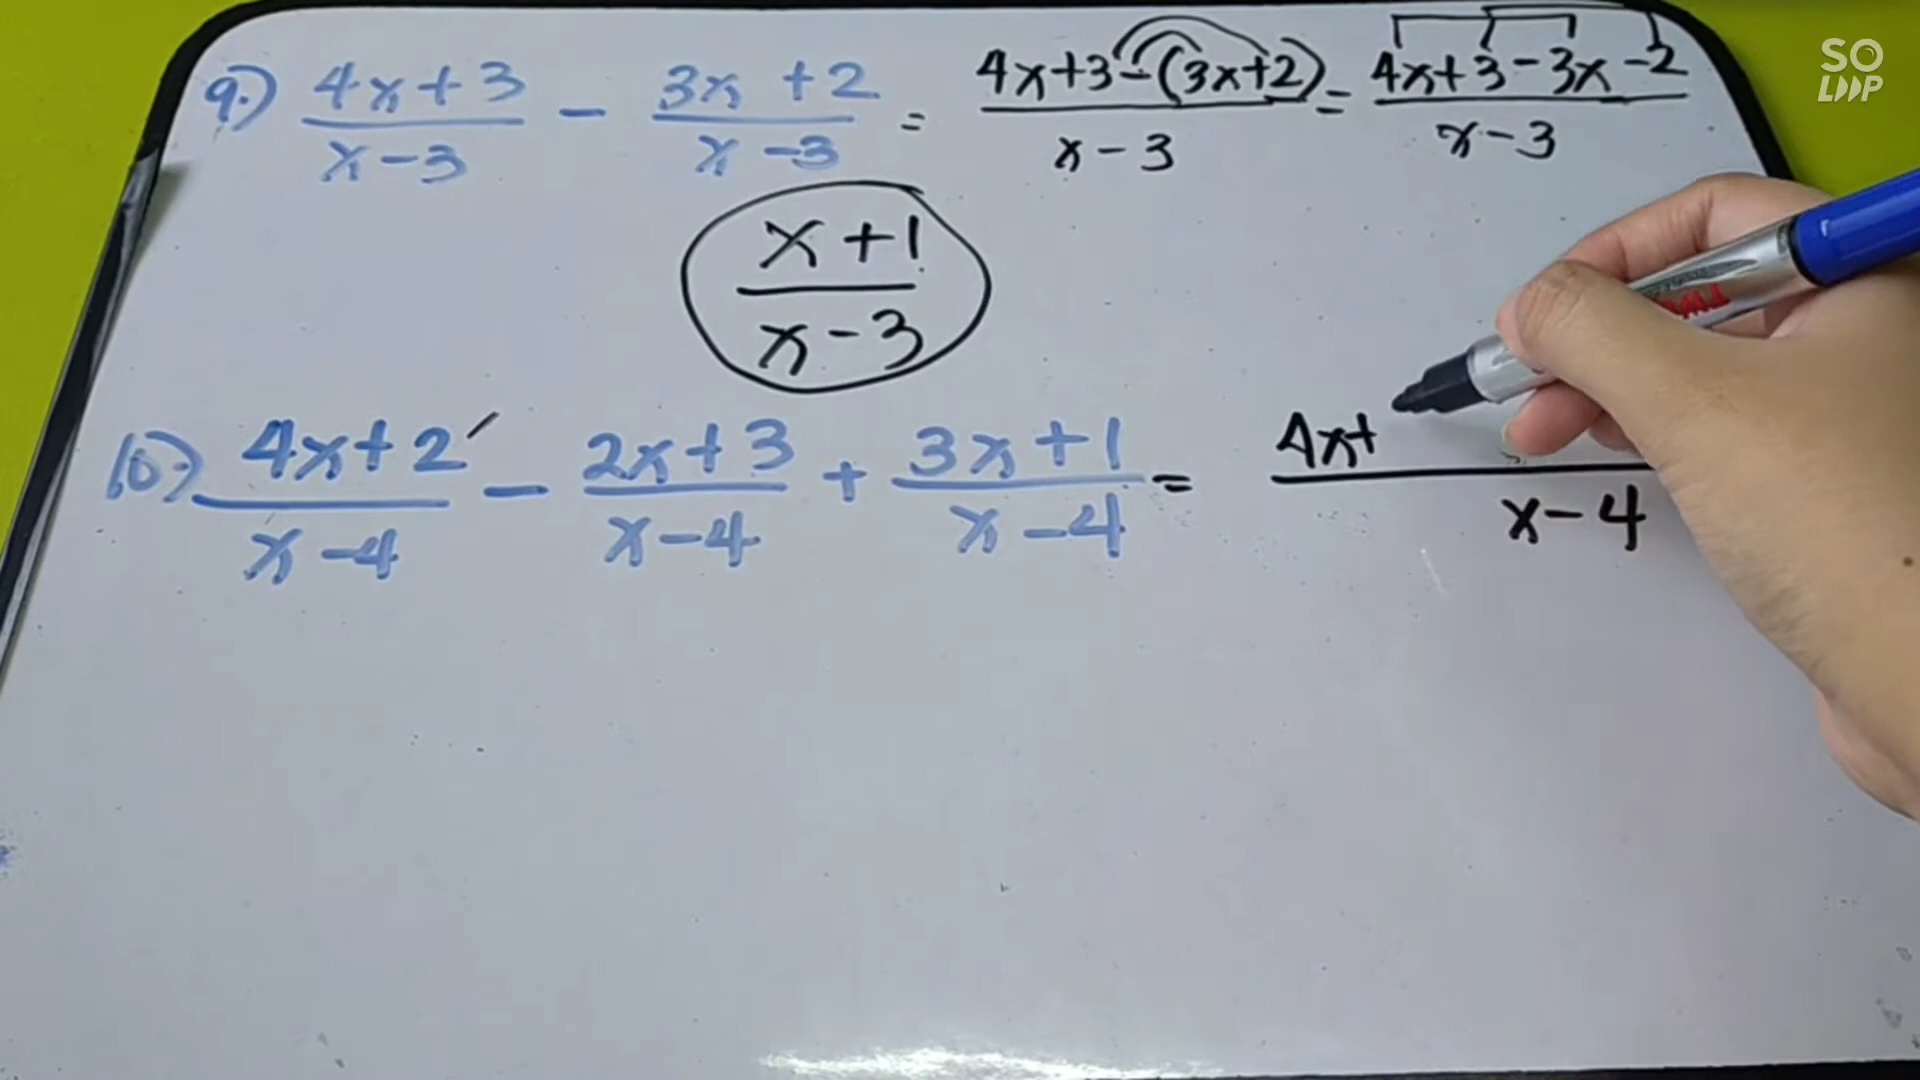 9.) 4x+3/x-3 - 3x+2/x-3 = 4x+3-(3x+2)/x-3 = 4x+3-3x-2/x-3
x+1/x-3
10.) 4x+2/x-4 - 2x+3/x-4 + 3x+1/x-4 = 4x+/x-4
SO
LOOP